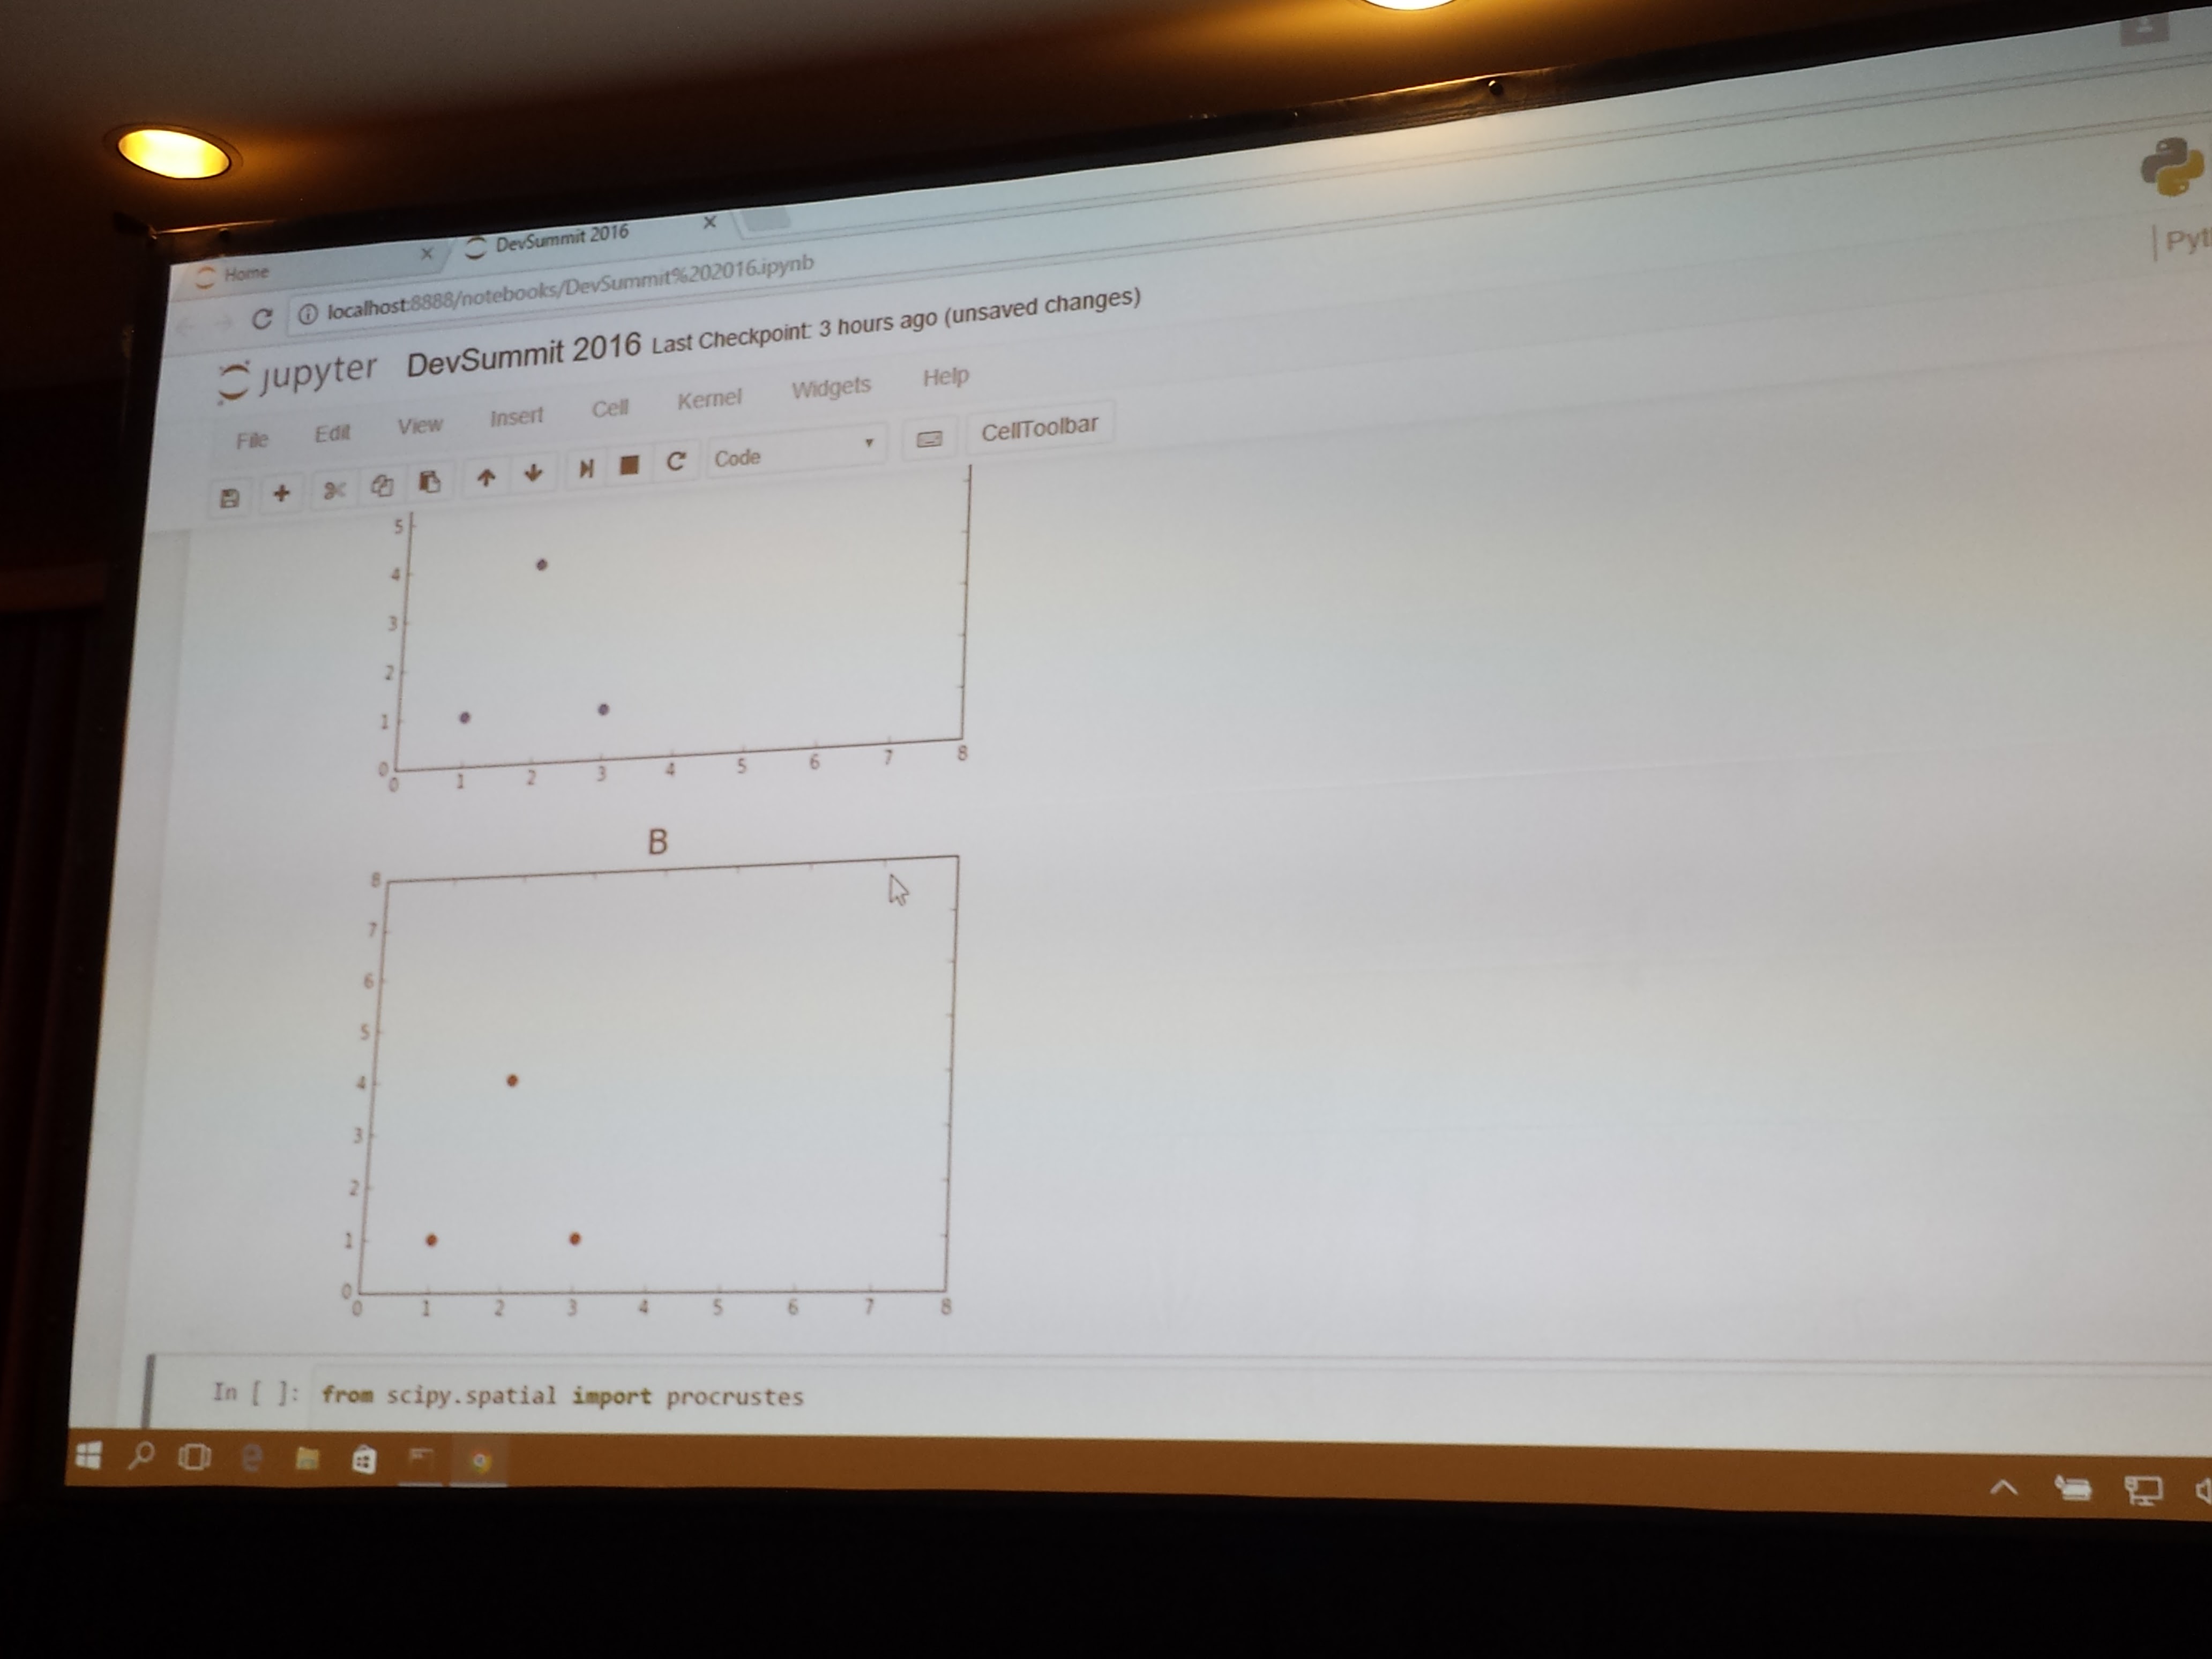 Home
DevSummit 2016
localhost:8888/notebooks/DevSummit%202016.ipynb
jupyter DevSummit 2016 Last Checkpoint: 3 hours ago (unsaved changes)
File Edit View Insert Cell Kernel Widgets Help
Code CellToolbar
5
4
3
2
1
0
0 1 2 3 4 5 6 7 8
B
8
7
6
5
4
3
2
1
0
0 1 2 3 4 5 6 7 8
In [ ]: from scipy.spatial import procrustes